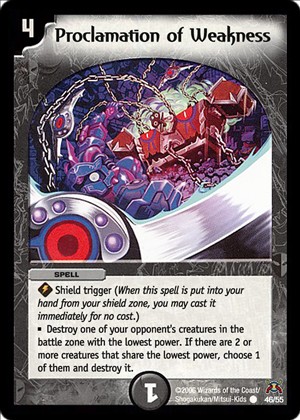 4 Proclamation of Weakness
SPELL
Shield trigger (When this spell is put into your
hand from your shield zone, you may cast it
immediately for no cost.)
▪ Destroy one of your opponent's creatures in the
battle zone with the lowest power. If there are 2
or more creatures that share the lowest power, choose 1
of them and destroy it.
1
©2006 Wizards of the Coast/
Shogakukan/Mitsui-Kids
46/55